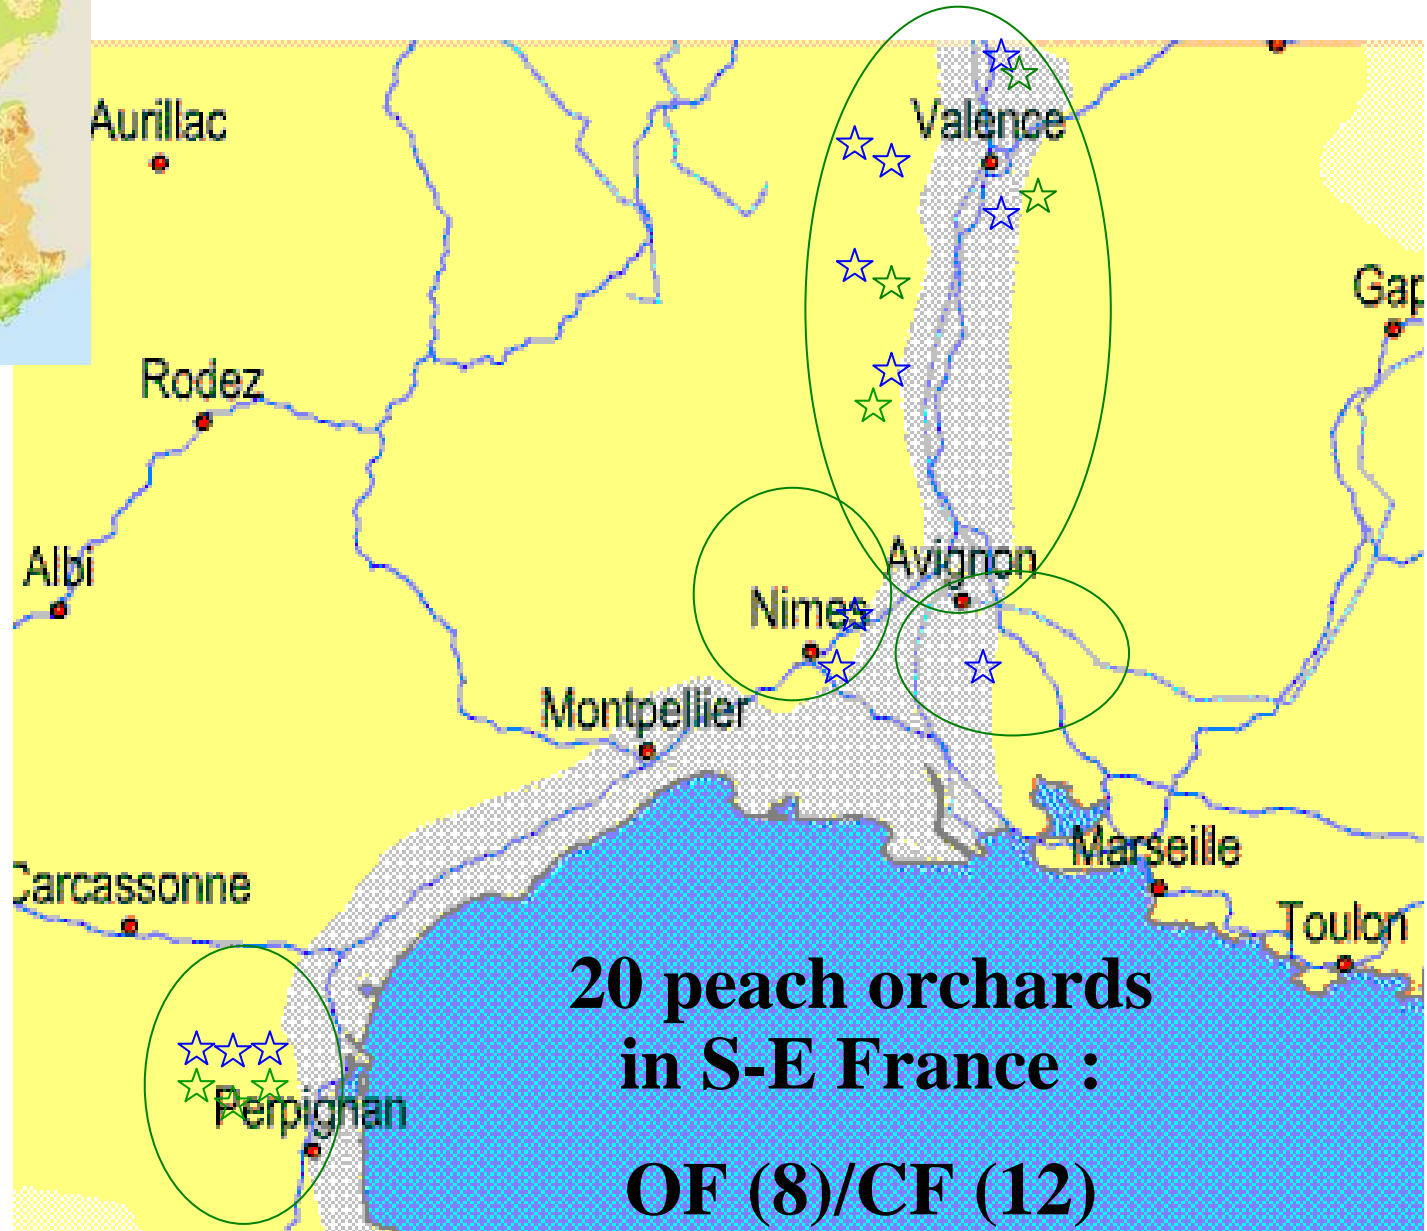 Aurillac
Valence
Gap
Rodez
Albi
Avignon
Nimes
Montpellier
Carcassonne
Marseille
Toulon
Perpignan
20 peach orchards
in S-E France :
OF (8)/CF (12)